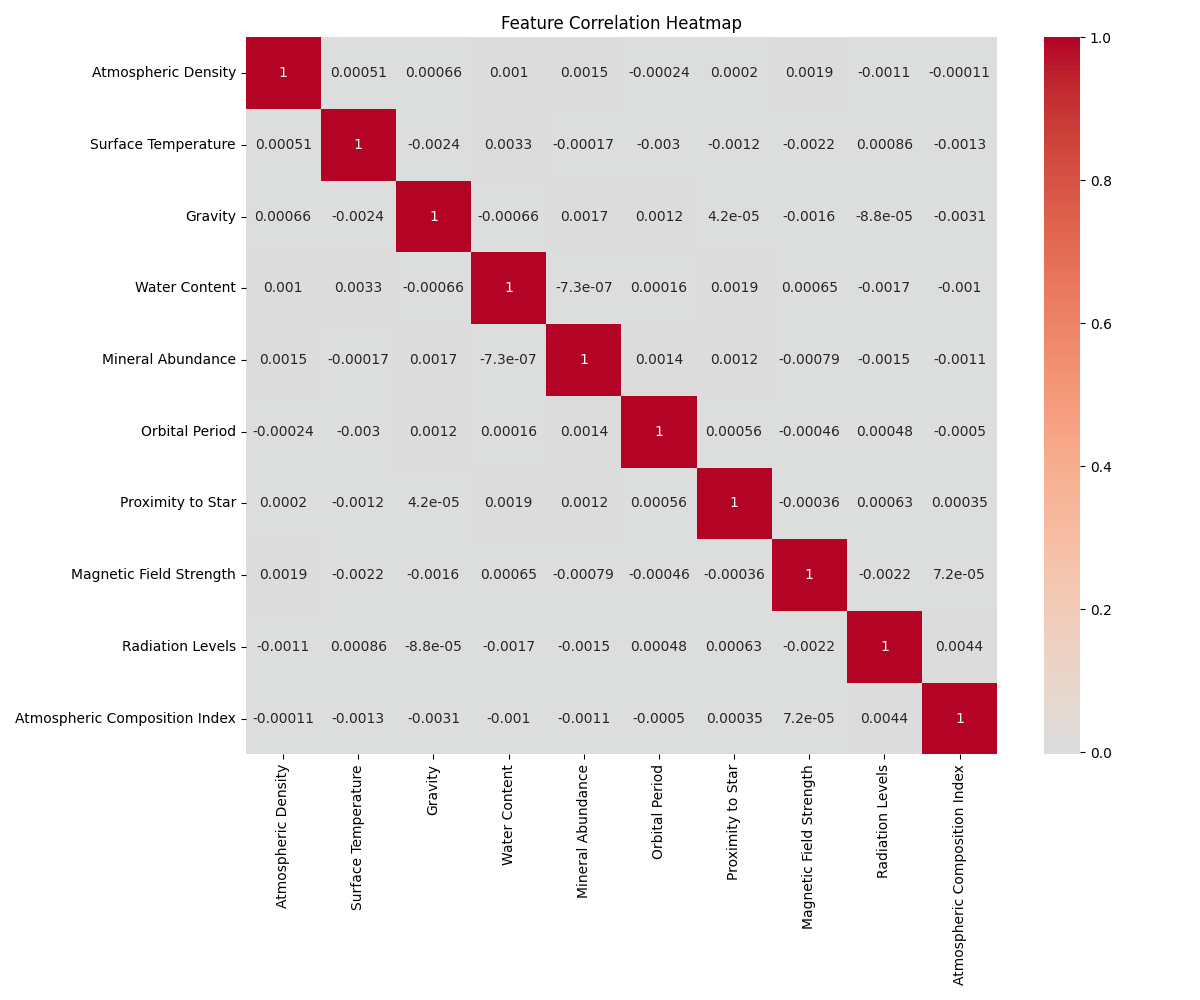 Feature Correlation Heatmap
Atmospheric Density 1 0.00051 0.00066 0.001 0.0015 -0.00024 0.0002 0.0019 -0.0011 -0.00011
Surface Temperature 0.00051 1 -0.0024 0.0033 -0.00017 -0.003 -0.0012 -0.0022 0.00086 -0.0013
Gravity 0.00066 -0.0024 1 -0.00066 0.0017 0.0012 4.2e-05 -0.0016 -8.8e-05 -0.0031
Water Content 0.001 0.0033 -0.00066 1 -7.3e-07 0.00016 0.0019 0.00065 -0.0017 -0.001
Mineral Abundance 0.0015 -0.00017 0.0017 -7.3e-07 1 0.0014 0.0012 -0.00079 -0.0015 -0.0011
Orbital Period -0.00024 -0.003 0.0012 0.00016 0.0014 1 0.00056 -0.00046 0.00048 -0.0005
Proximity to Star 0.0002 -0.0012 4.2e-05 0.0019 0.0012 0.00056 1 -0.00036 0.00063 0.00035
Magnetic Field Strength 0.0019 -0.0022 -0.0016 0.00065 -0.00079 -0.00046 -0.00036 1 -0.0022 7.2e-05
Radiation Levels -0.0011 0.00086 -8.8e-05 -0.0017 -0.0015 0.00048 0.00063 -0.0022 1 0.0044
Atmospheric Composition Index -0.00011 -0.0013 -0.0031 -0.001 -0.0011 -0.0005 0.00035 7.2e-05 0.0044 1
Atmospheric Density
Surface Temperature
Gravity
Water Content
Mineral Abundance
Orbital Period
Proximity to Star
Magnetic Field Strength
Radiation Levels
Atmospheric Composition Index
1.0
0.8
0.6
0.4
0.2
0.0